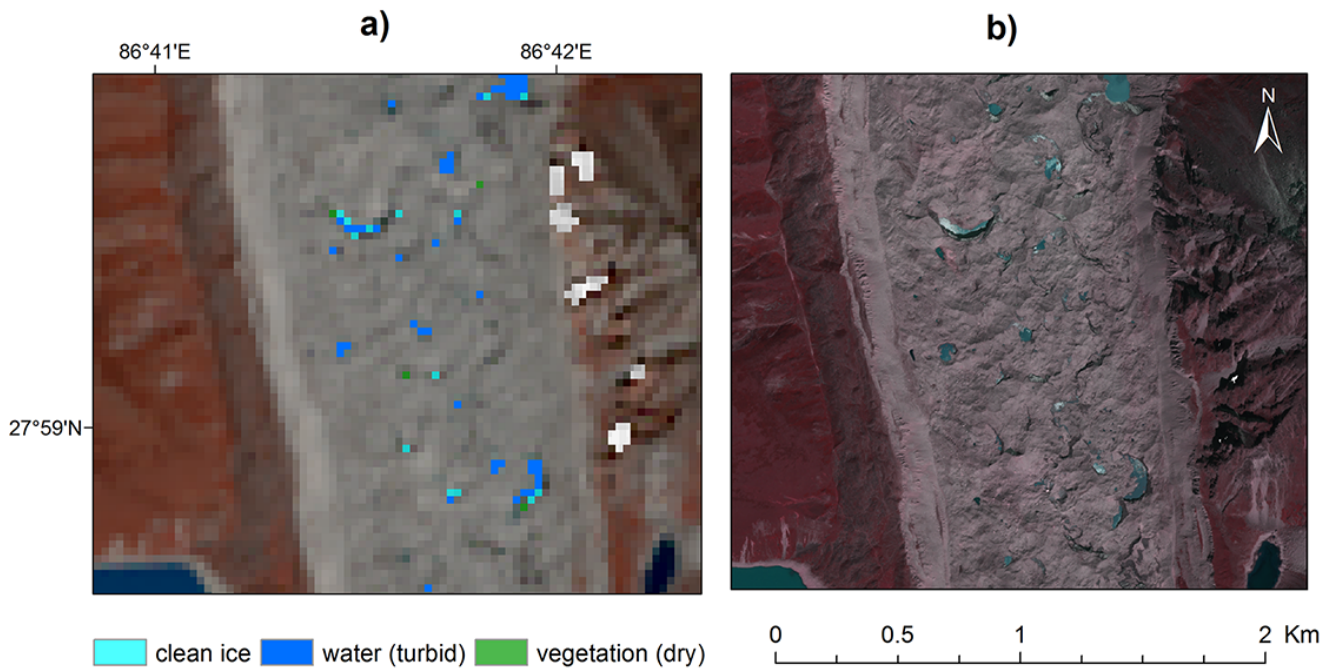 a)
b)
86°41'E
86°42'E
N
27°59'N
clean ice
water (turbid)
vegetation (dry)
0
0.5
1
2 Km